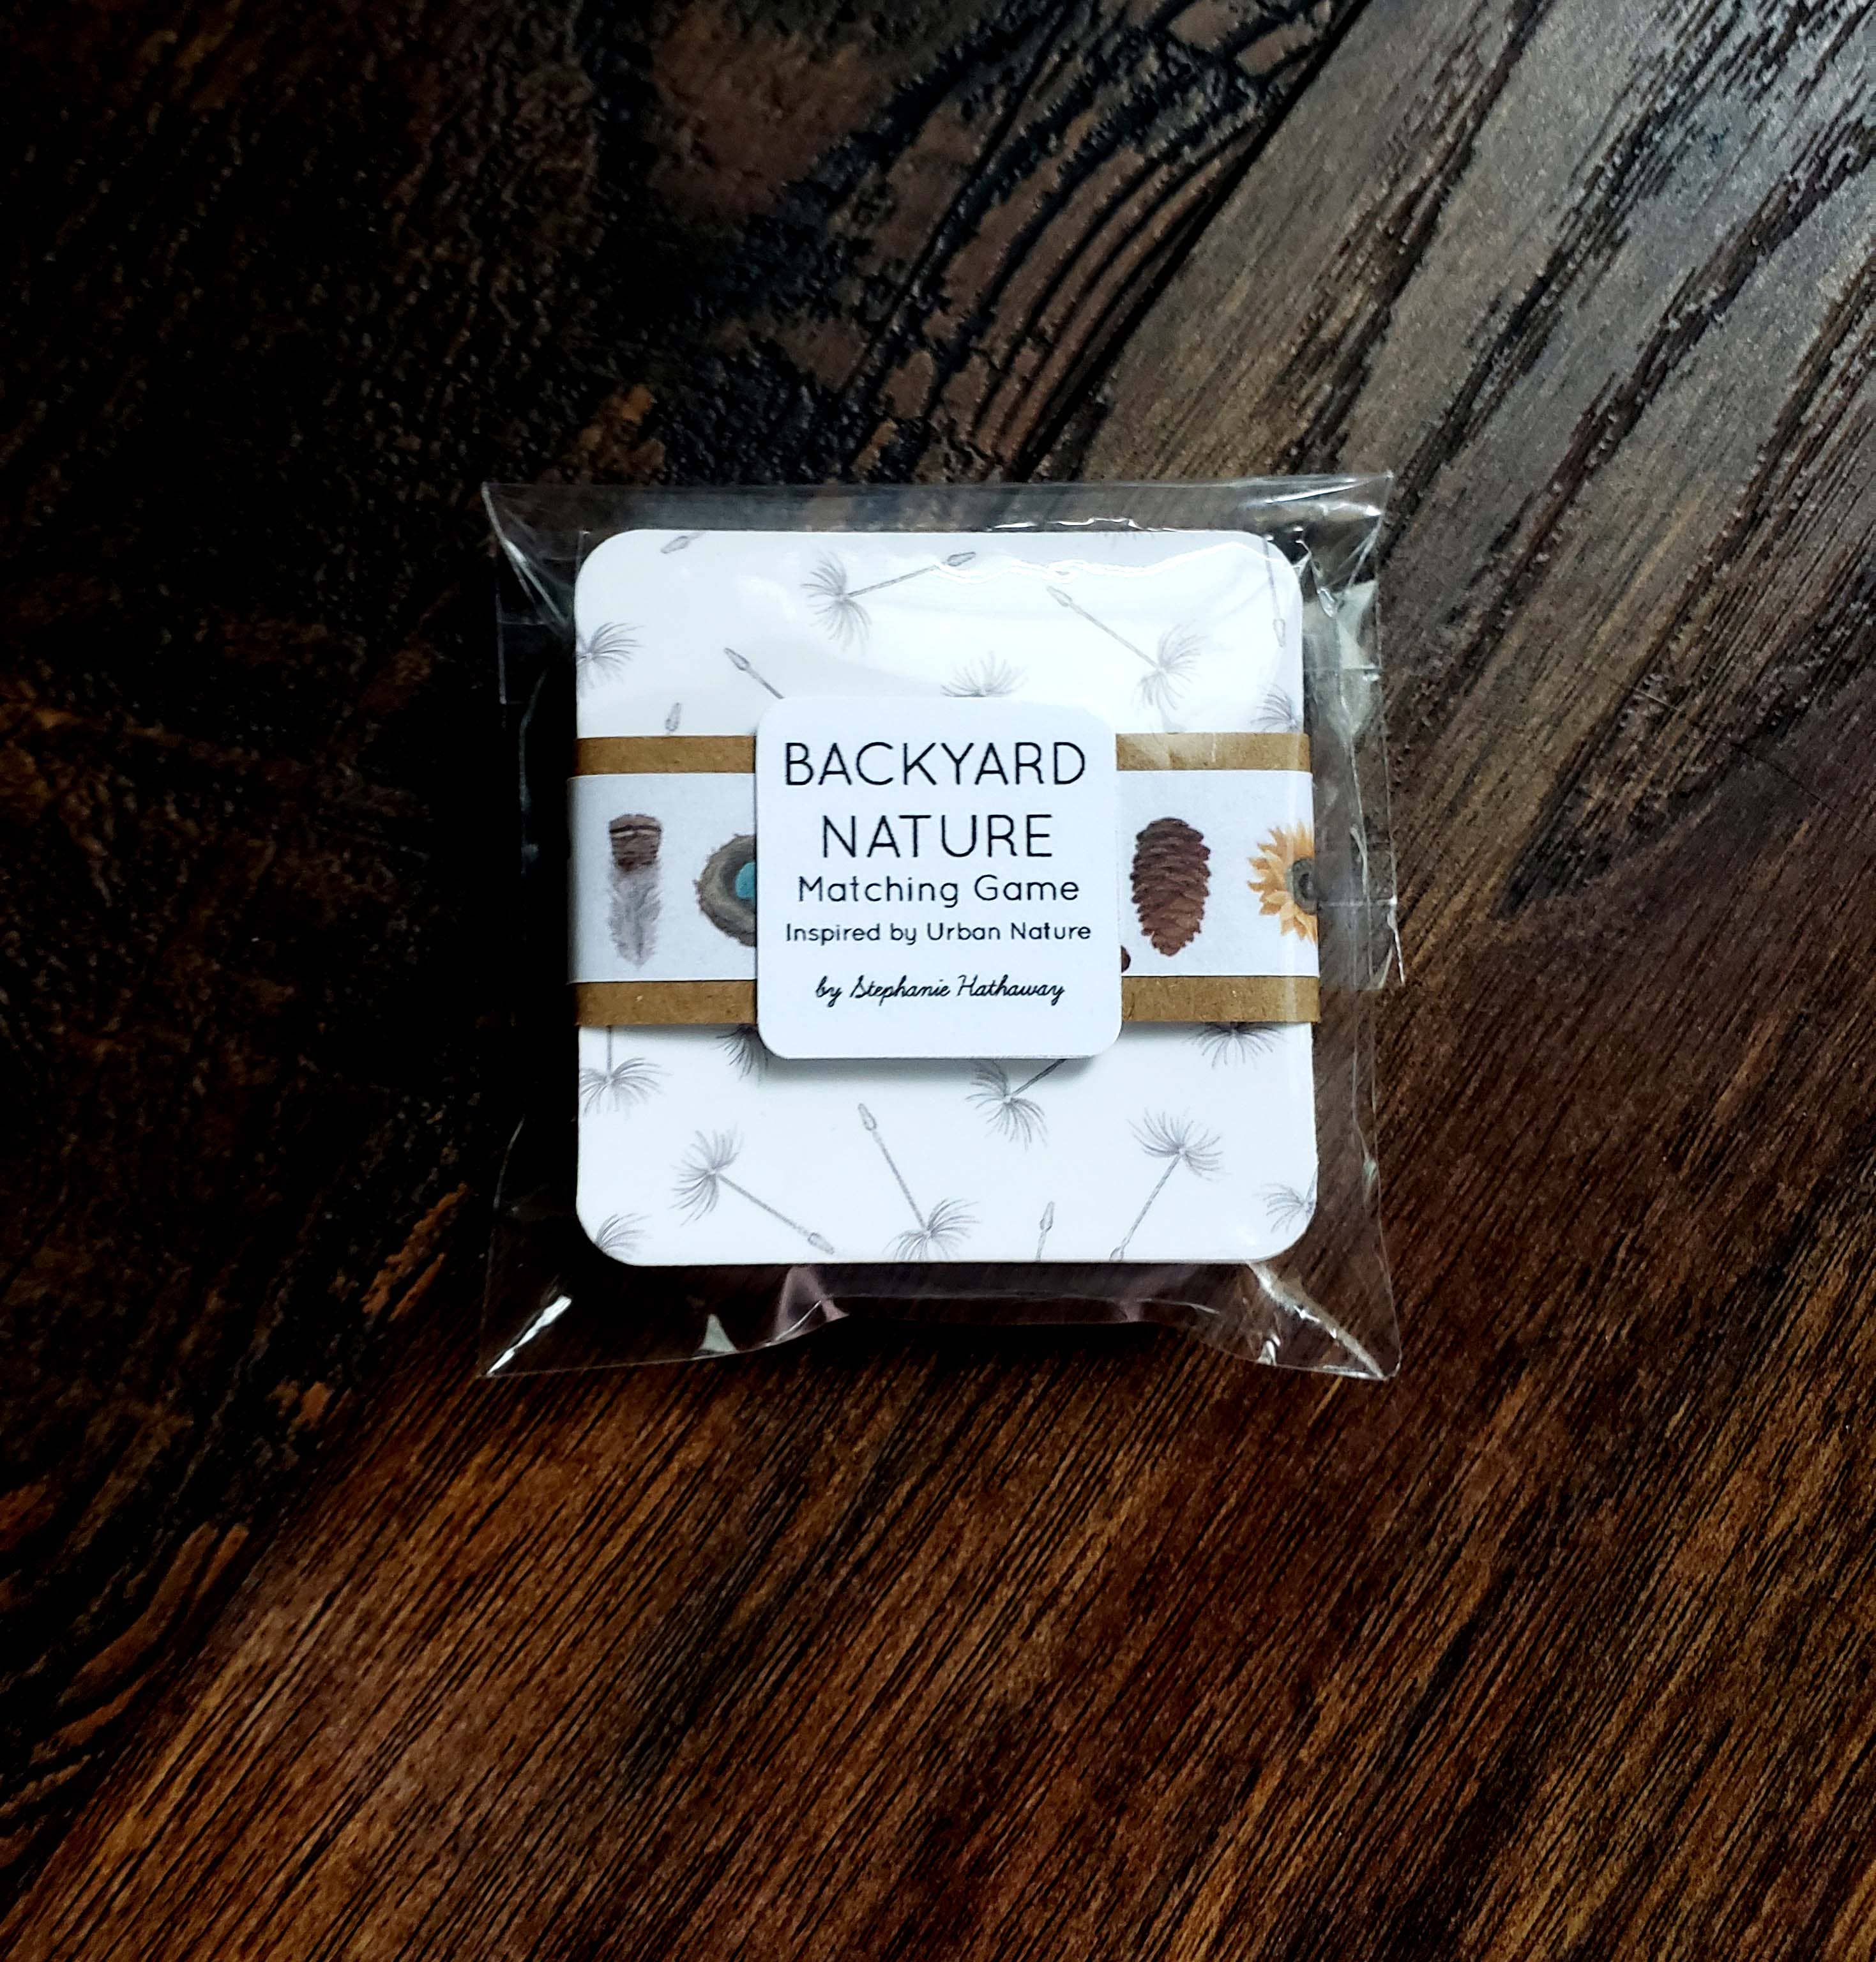 BACKYARD
NATURE
Matching Game
Inspired by Urban Nature
by Stephanie Hathaway